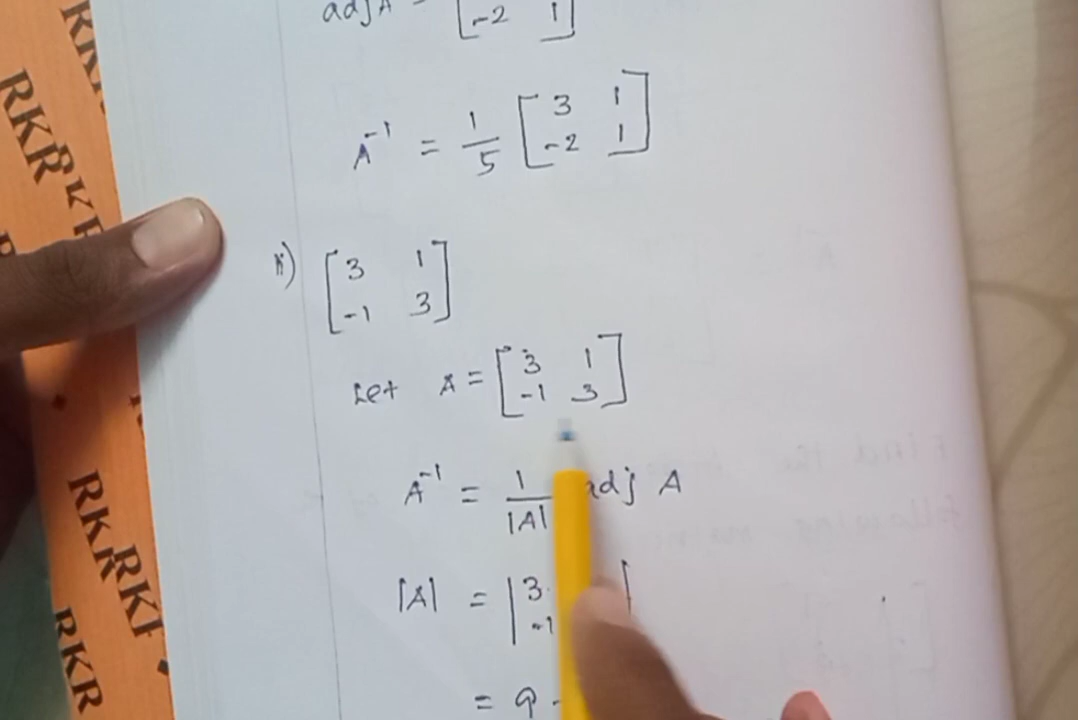 adj A = [-2 1]
A⁻¹ = 1/5 [3 1
-2 1]
ii) [3 1
-1 3]
Let A = [3 1
-1 3]
A⁻¹ = 1/|A| adj A
|A| = |3
-1 |
= 9 -
RKR
RKR
RKR
RKR
RKR
RKR